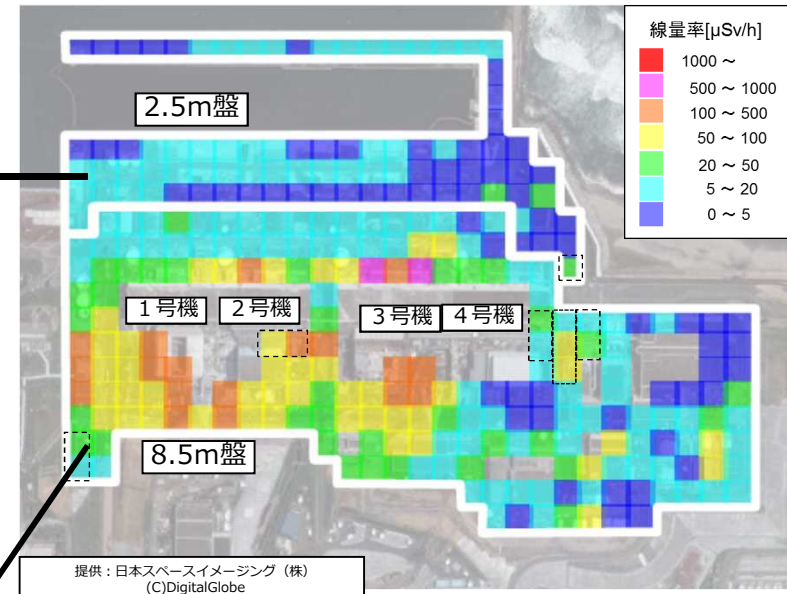 線量率[μSv/h]
1000 ~
500 ~ 1000
100 ~ 500
50 ~ 100
20 ~ 50
5 ~ 20
0 ~ 5
2.5m盤
1号機
2号機
3号機
4号機
8.5m盤
提供：日本スペースイメージング（株）
(C)DigitalGlobe